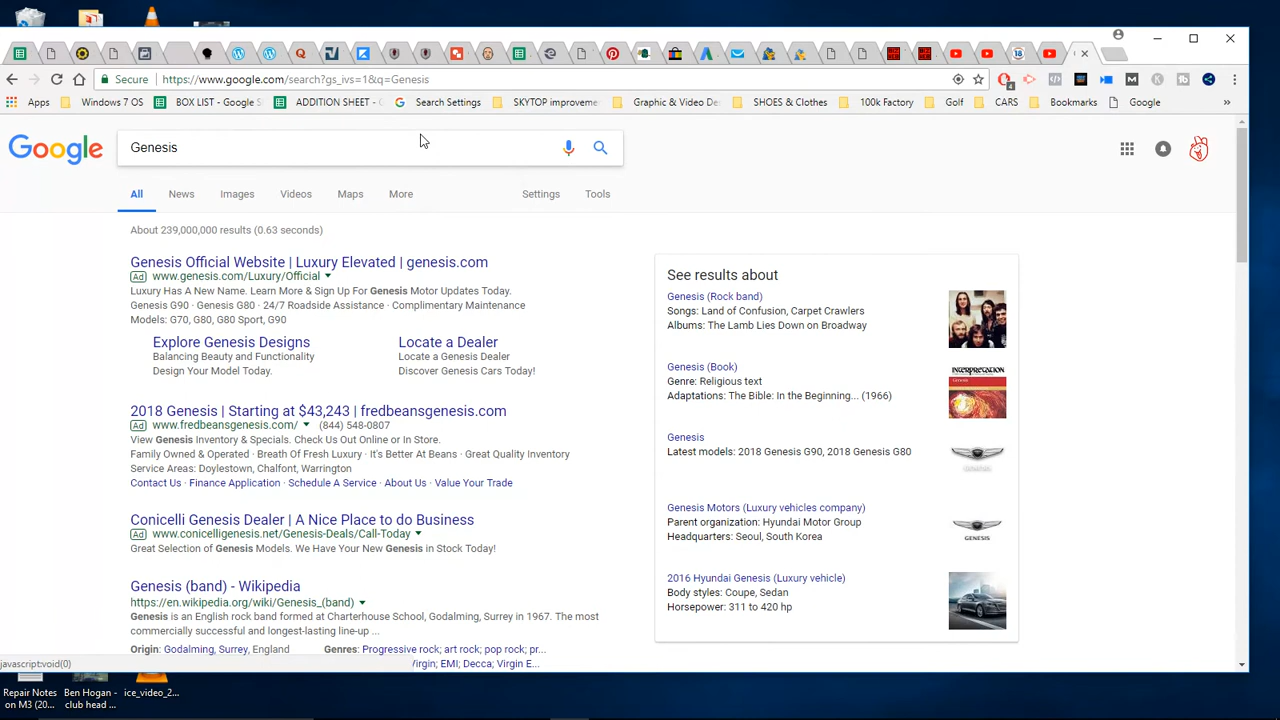 Secure https://www.google.com/search?gs_ivs=1&q=Genesis
Apps Windows 7 OS BOX LIST - Google S ADDITION SHEET - G Search Settings SKYTOP improveme Graphic & Video De SHOES & Clothes 100k Factory Golf CARS Bookmarks Google »
Google Genesis
All News Images Videos Maps More Settings Tools
About 239,000,000 results (0.63 seconds)
Genesis Official Website | Luxury Elevated | genesis.com
Ad www.genesis.com/Luxury/Official
Luxury Has A New Name. Learn More & Sign Up For Genesis Motor Updates Today.
Genesis G90 · Genesis G80 · 24/7 Roadside Assistance · Complimentary Maintenance
Models: G70, G80, G80 Sport, G90
Explore Genesis Designs
Balancing Beauty and Functionality
Design Your Model Today.
Locate a Dealer
Locate a Genesis Dealer
Discover Genesis Cars Today!
2018 Genesis | Starting at $43,243 | fredbeansgenesis.com
Ad www.fredbeansgenesis.com/ (844) 548-0807
View Genesis Inventory & Specials. Check Us Out Online or In Store.
Family Owned & Operated · Breath Of Fresh Luxury · It's Better At Beans · Great Quality Inventory
Service Areas: Doylestown, Chalfont, Warrington
Contact Us · Finance Application · Schedule A Service · About Us · Value Your Trade
Conicelli Genesis Dealer | A Nice Place to do Business
Ad www.conicelligenesis.net/Genesis-Deals/Call-Today
Great Selection of Genesis Models. We Have Your New Genesis in Stock Today!
Genesis (band) - Wikipedia
https://en.wikipedia.org/wiki/Genesis_(band)
Genesis is an English rock band formed at Charterhouse School, Godalming, Surrey in 1967. The most
commercially successful and longest-lasting line-up ...
Origin: Godalming, Surrey, England Genres: Progressive rock; art rock; pop rock; pr...
irgin; EMI; Decca; Virgin E...
See results about
Genesis (Rock band)
Songs: Land of Confusion, Carpet Crawlers
Albums: The Lamb Lies Down on Broadway
Genesis (Book)
Genre: Religious text
Adaptations: The Bible: In the Beginning... (1966)
INTERPRETATION
Genesis
Genesis
Latest models: 2018 Genesis G90, 2018 Genesis G80
GENESIS
Genesis Motors (Luxury vehicles company)
Parent organization: Hyundai Motor Group
Headquarters: Seoul, South Korea
GENESIS
2016 Hyundai Genesis (Luxury vehicle)
Body styles: Coupe, Sedan
Horsepower: 311 to 420 hp
javascript:void(0)
Repair Notes
on M3 (20...
Ben Hogan -
club head ...
ice_video_2...